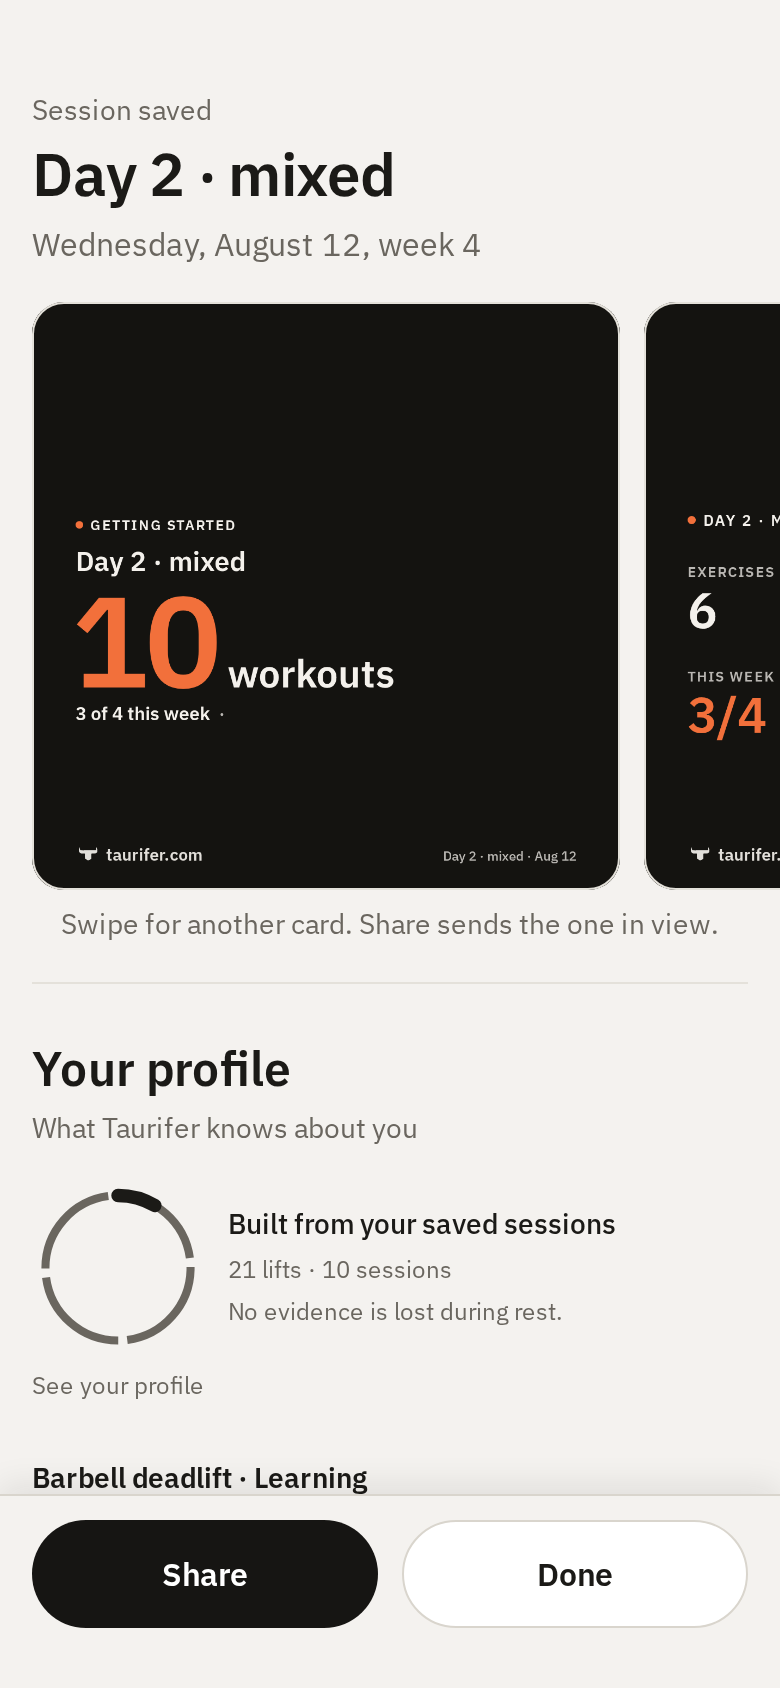 Session saved
Day 2 · mixed
Wednesday, August 12, week 4
GETTING STARTED
Day 2 · mixed
10 workouts
3 of 4 this week ·
taurifer.com
Day 2 · mixed · Aug 12
DAY 2 ·
EXERCISES
6
THIS WEEK
3/4
taurifer.
Swipe for another card. Share sends the one in view.
Your profile
What Taurifer knows about you
Built from your saved sessions
21 lifts · 10 sessions
No evidence is lost during rest.
See your profile
Barbell deadlift · Learning
Share
Done